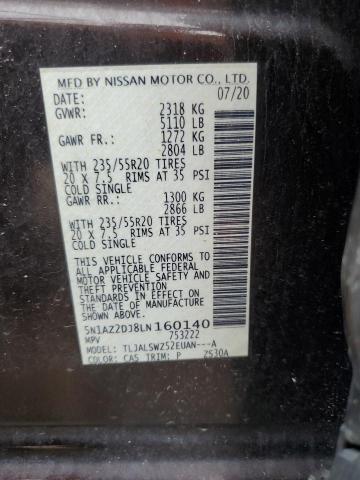 MFD BY NISSAN MOTOR CO., LTD.
DATE: 07/20
GVWR: 2318 KG
5110 LB
GAWR FR.: 1272 KG
2804 LB
WITH 235/55R20 TIRES
20 X 7.5 RIMS AT 35 PSI
COLD SINGLE
GAWR RR.: 1300 KG
2866 LB
WITH 235/55R20 TIRES
20 X 7.5 RIMS AT 35 PSI
COLD SINGLE
THIS VEHICLE CONFORMS TO
ALL APPLICABLE FEDERAL
MOTOR VEHICLE SAFETY AND
THEFT PREVENTION
STANDARDS IN EFFECT ON
THE DATE OF MANUFACTURE
SHOWN ABOVE.
5N1AZ2DJ8LN160140
MPV 753222
MODEL: TLJALSWZ52EUAN---A
COLOR: CAS TRIM: P Z530A